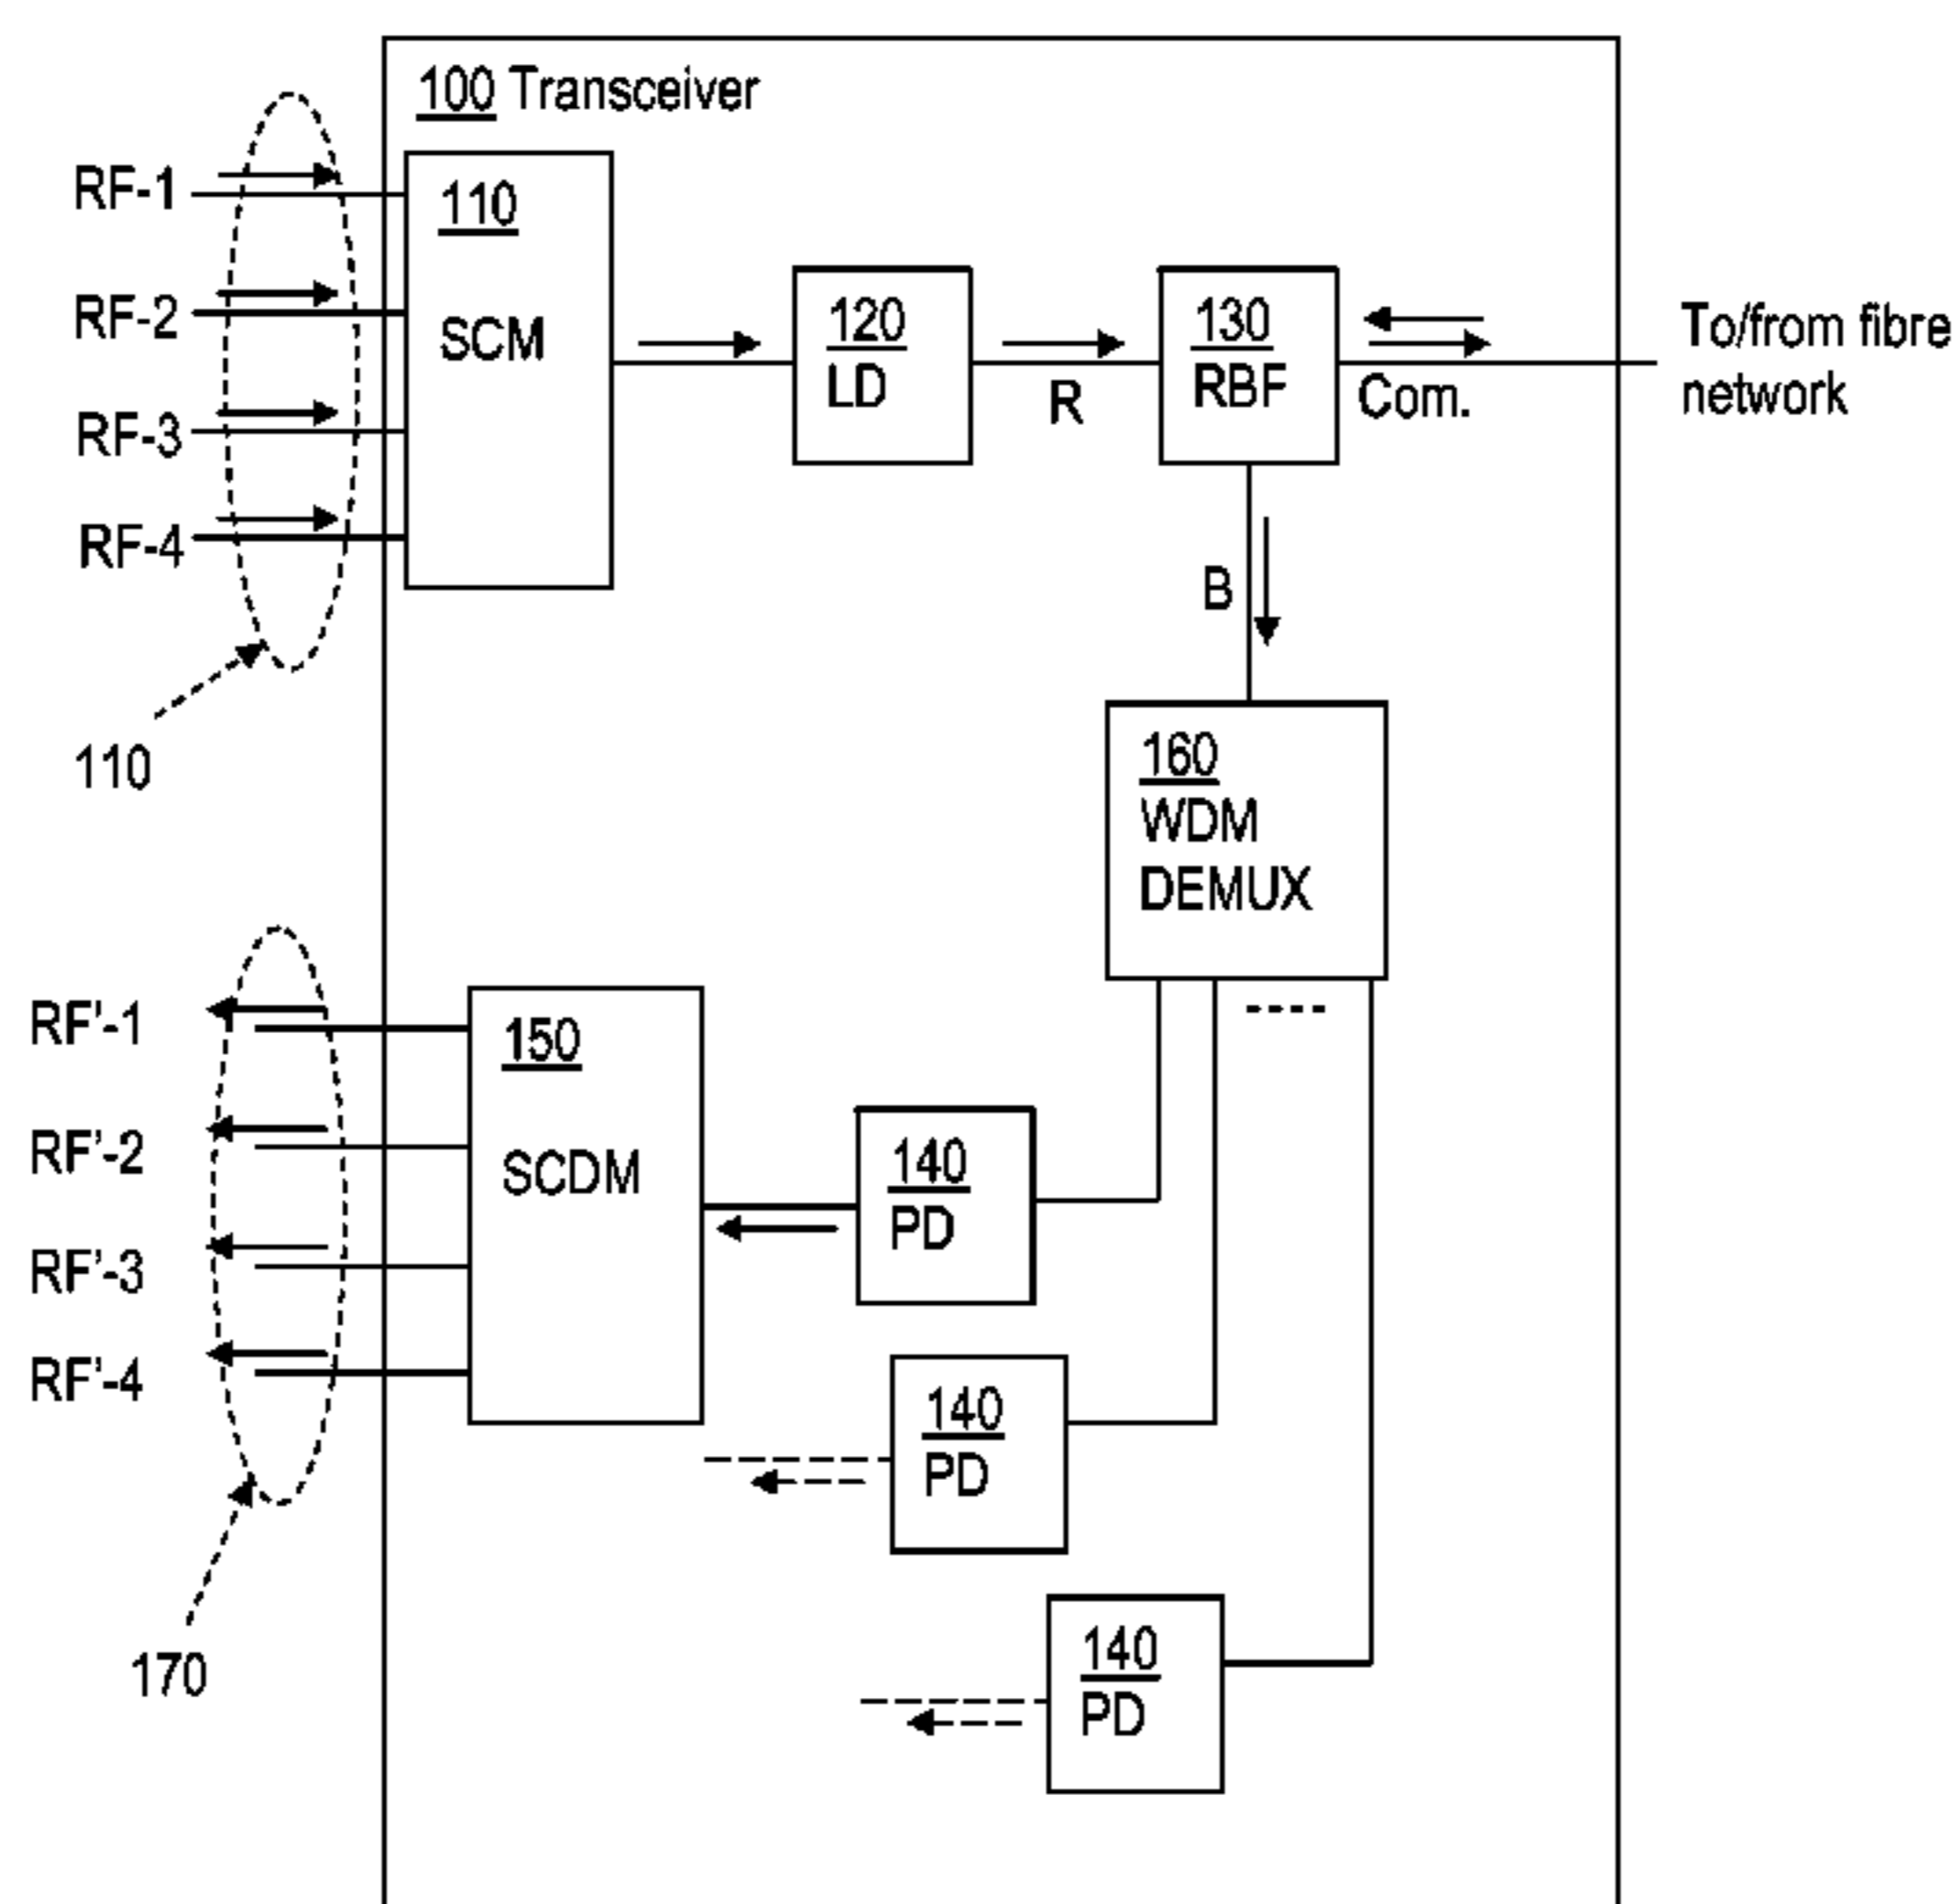 100 Transceiver
RF-1
RF-2
RF-3
RF-4
110
SCM
120
LD
R
130
RBF
Com.
To/from fibre
network
B
110
160
WDM
DEMUX
RF'-1
RF'-2
RF'-3
RF'-4
150
SCDM
140
PD
140
PD
140
PD
170